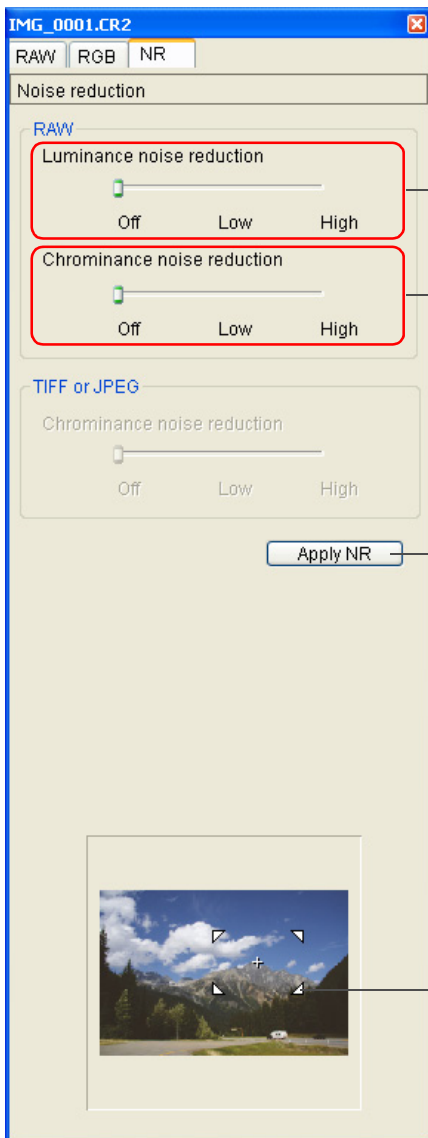 IMG_0001.CR2
RAW RGB NR
Noise reduction
RAW
Luminance noise reduction
Off Low High
Chrominance noise reduction
Off Low High
TIFF or JPEG
Chrominance noise reduction
Off Low High
Apply NR